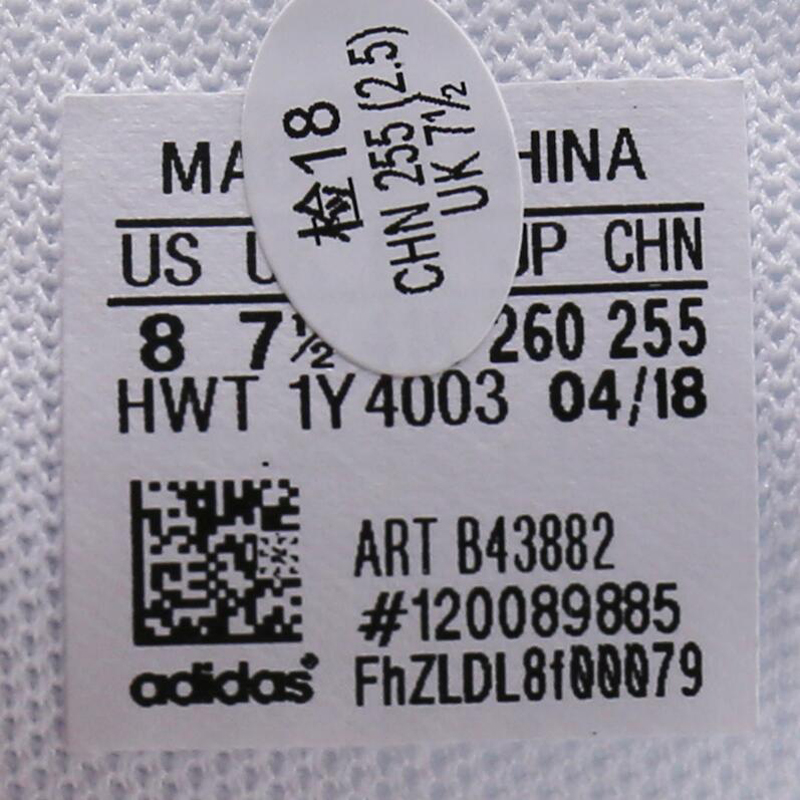 检18
CHN 255 (2.5)
UK 7½
MA HINA
US U JP CHN
8 7½ 260 255
HWT 1Y4003 04/18
ART B43882
#120089885
adidas
FhZLDL8f00079